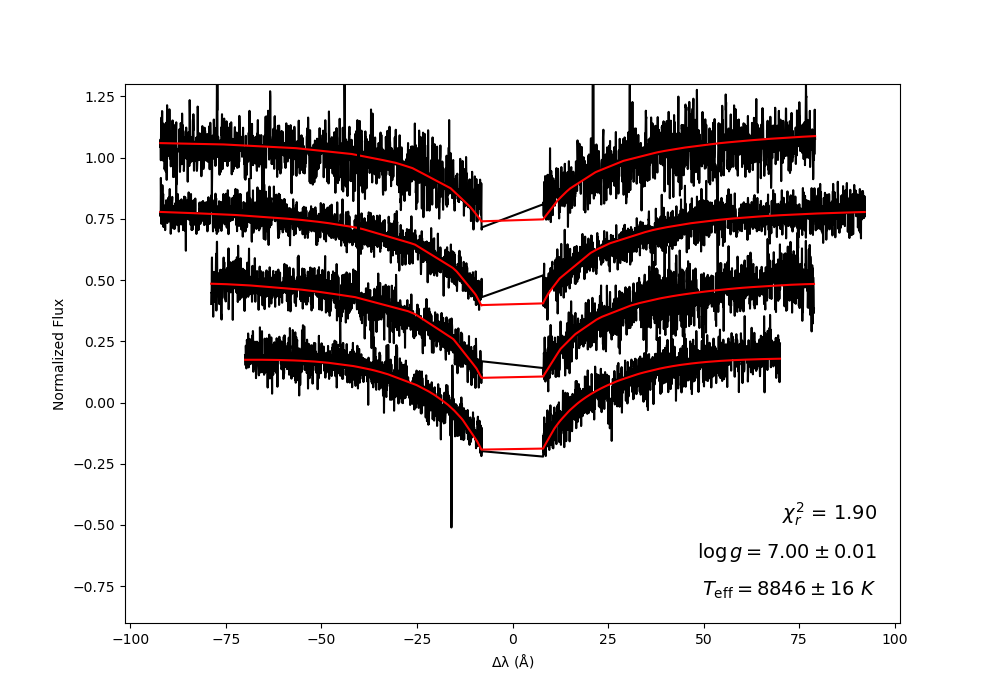 1.25
1.00
0.75
0.50
0.25
0.00
−0.25
−0.50
−0.75
Normalized Flux
χ²ᵣ = 1.90
log g = 7.00 ± 0.01
T_eff = 8846 ± 16 K
−100 −75 −50 −25 0 25 50 75 100
Δλ (Å)